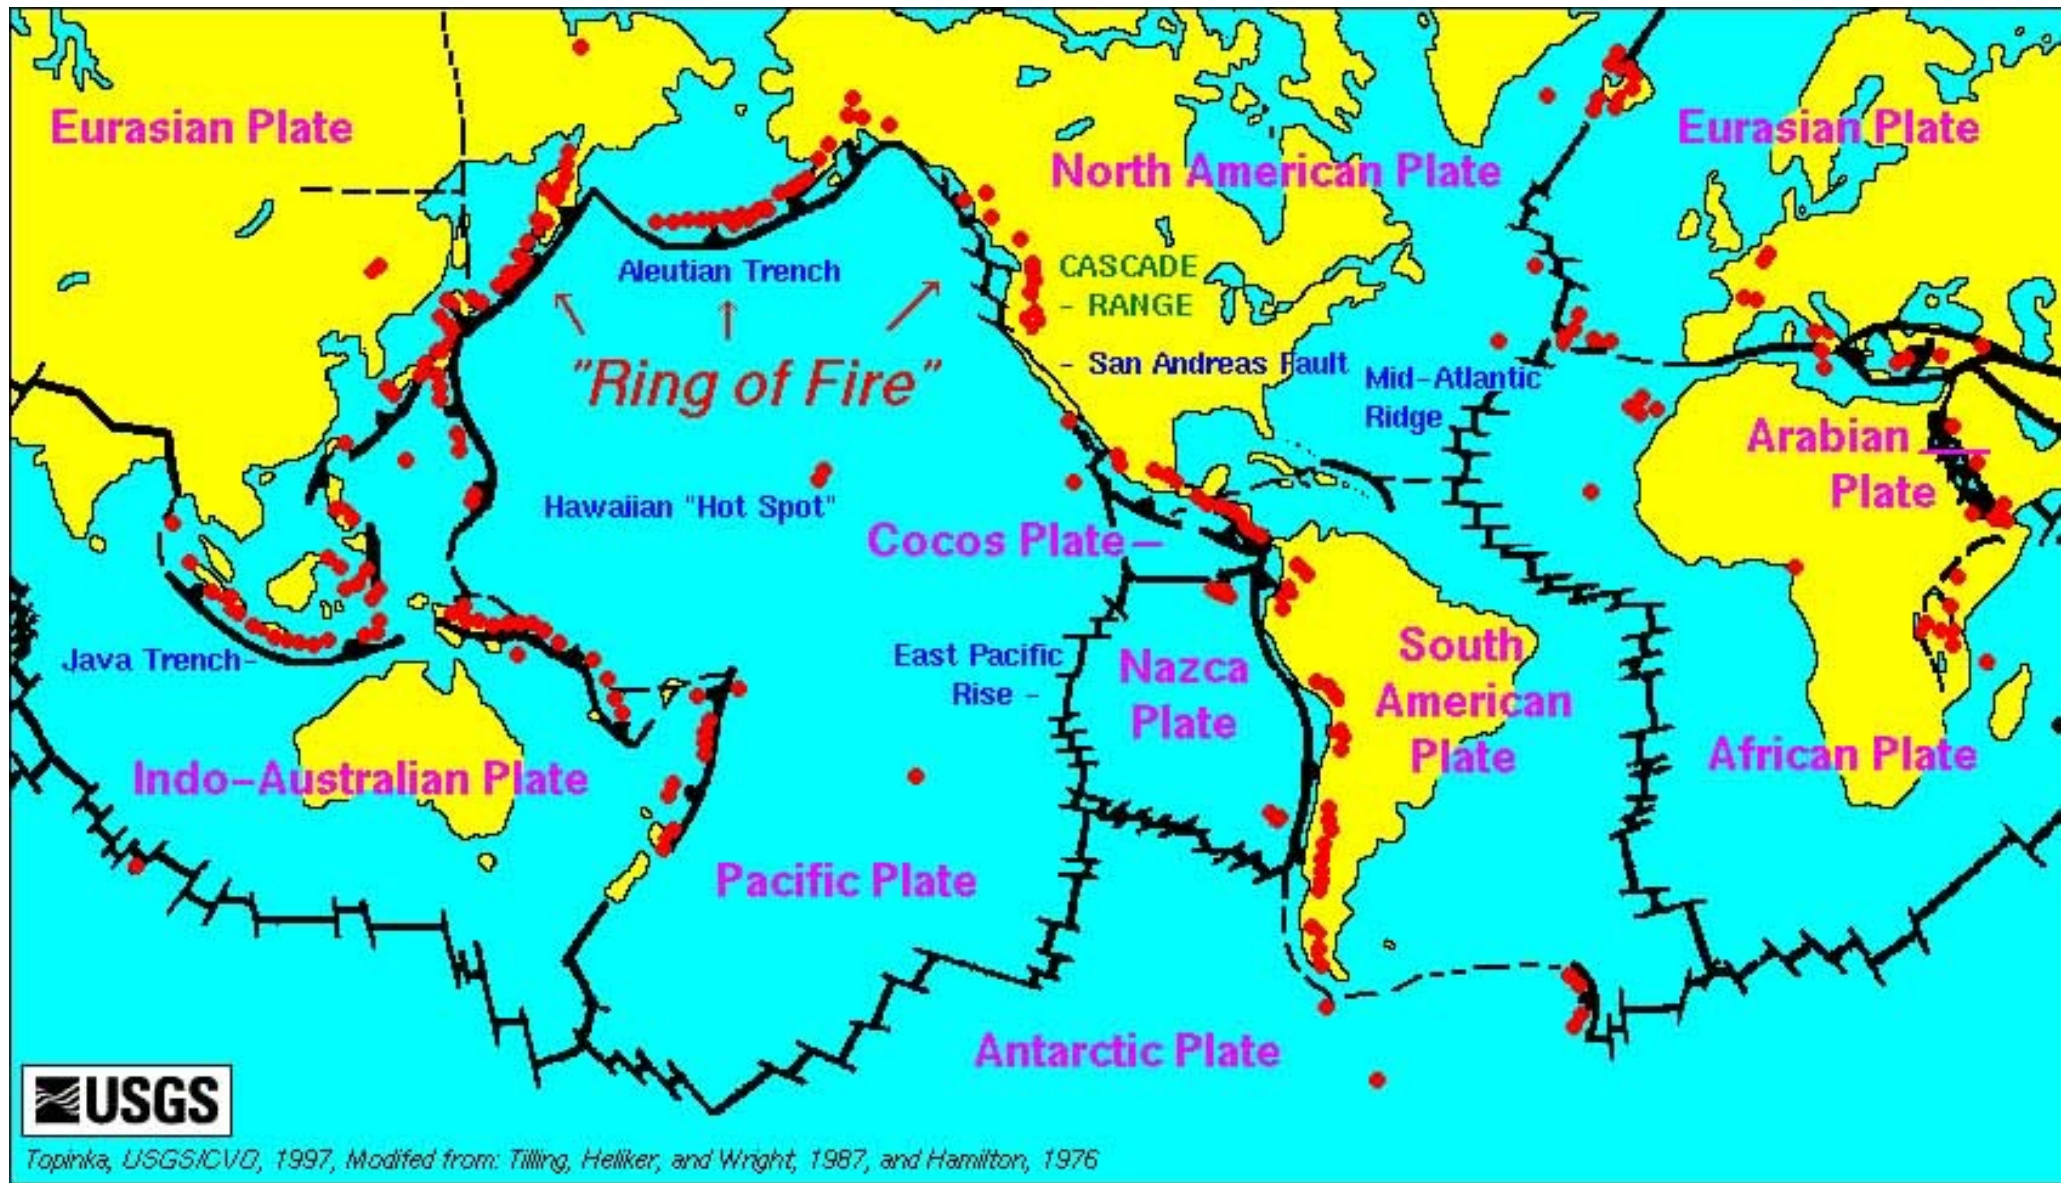 Eurasian Plate
Eurasian Plate
North American Plate
Aleutian Trench
CASCADE
- RANGE
"Ring of Fire"
- San Andreas Fault
Mid-Atlantic
Ridge
Arabian
Plate
Hawaiian "Hot Spot"
Cocos Plate
Java Trench-
East Pacific
Rise -
Nazca
Plate
South
American
Plate
Indo-Australian Plate
African Plate
Pacific Plate
Antarctic Plate
USGS
Topinka, USGS/CVO, 1997, Modifed from: Tilling, Heliker, and Wright, 1987, and Hamilton, 1976